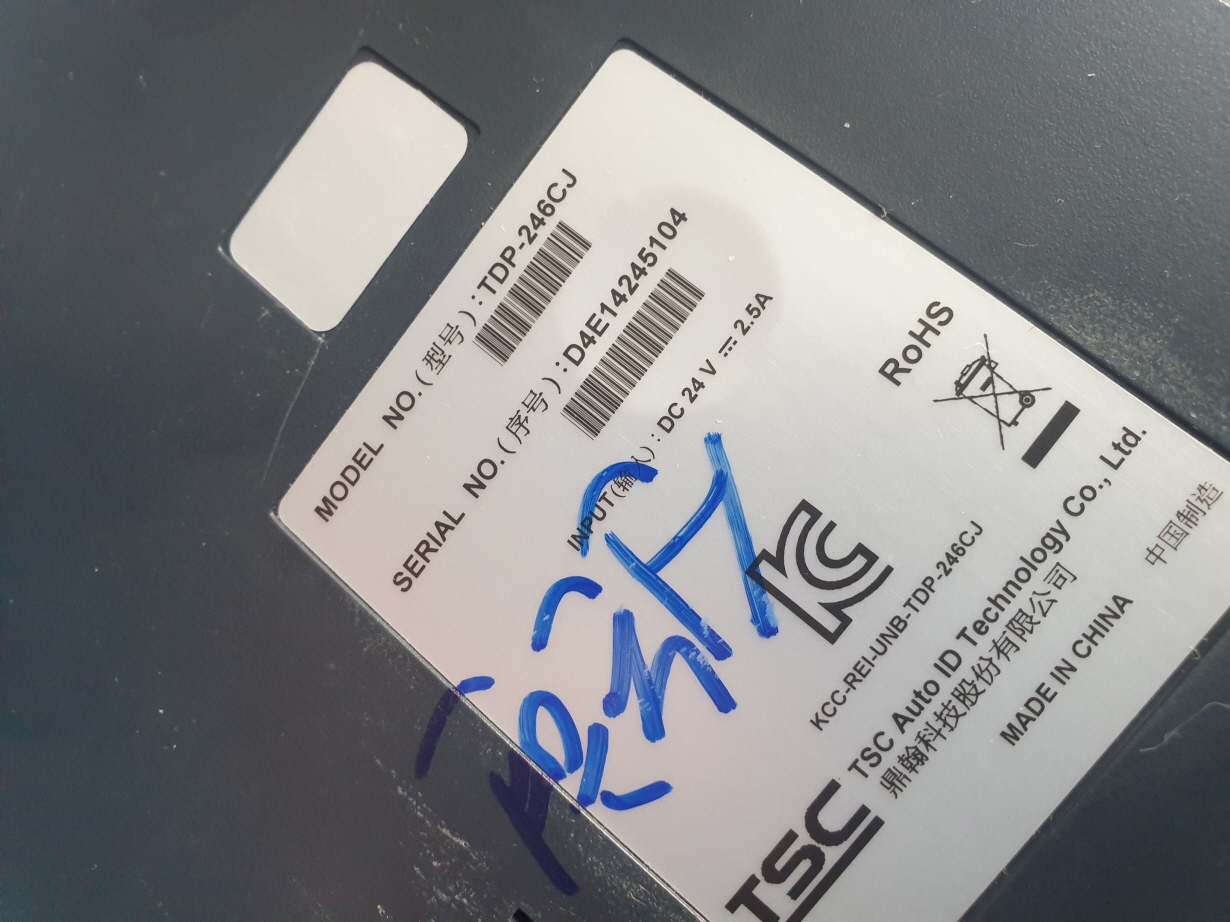 MODEL NO.(型号):TDP-246CJ
SERIAL NO.(序号):D4E14245104
INPUT(输入):DC 24 V ⎓ 2.5A
RoHS
KCC-REI-UNB-TDP-246CJ
TSC TSC Auto ID Technology Co., Ltd.
鼎翰科技股份有限公司
MADE IN CHINA 中国制造